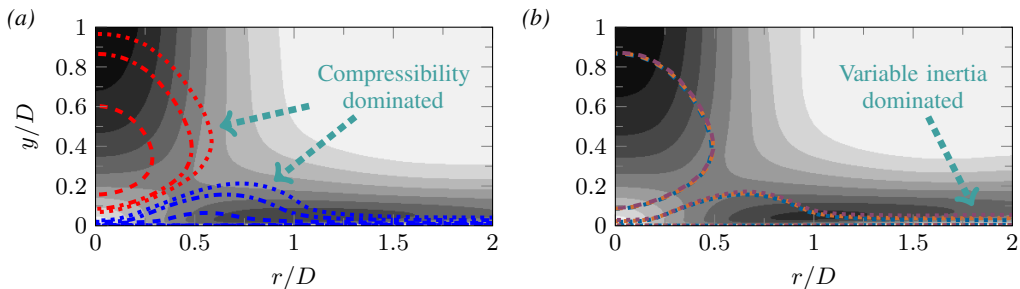 (a)
1
0.8
0.6
0.4
0.2
0
y/D
Compressibility
dominated
0 0.5 1 1.5 2
r/D
(b)
1
0.8
0.6
0.4
0.2
0
y/D
Variable inertia
dominated
0 0.5 1 1.5 2
r/D